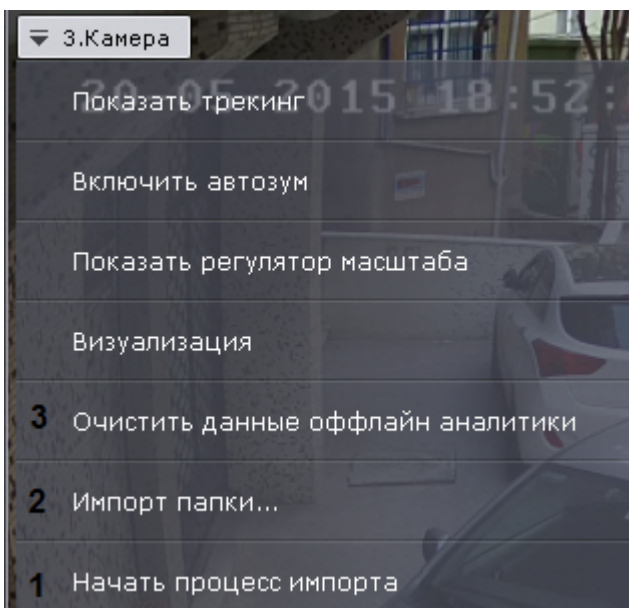 3.Камера
20-05-2015 18:52:
Показать трекинг
Включить автозум
Показать регулятор масштаба
Визуализация
3 Очистить данные оффлайн аналитики
2 Импорт папки...
1 Начать процесс импорта